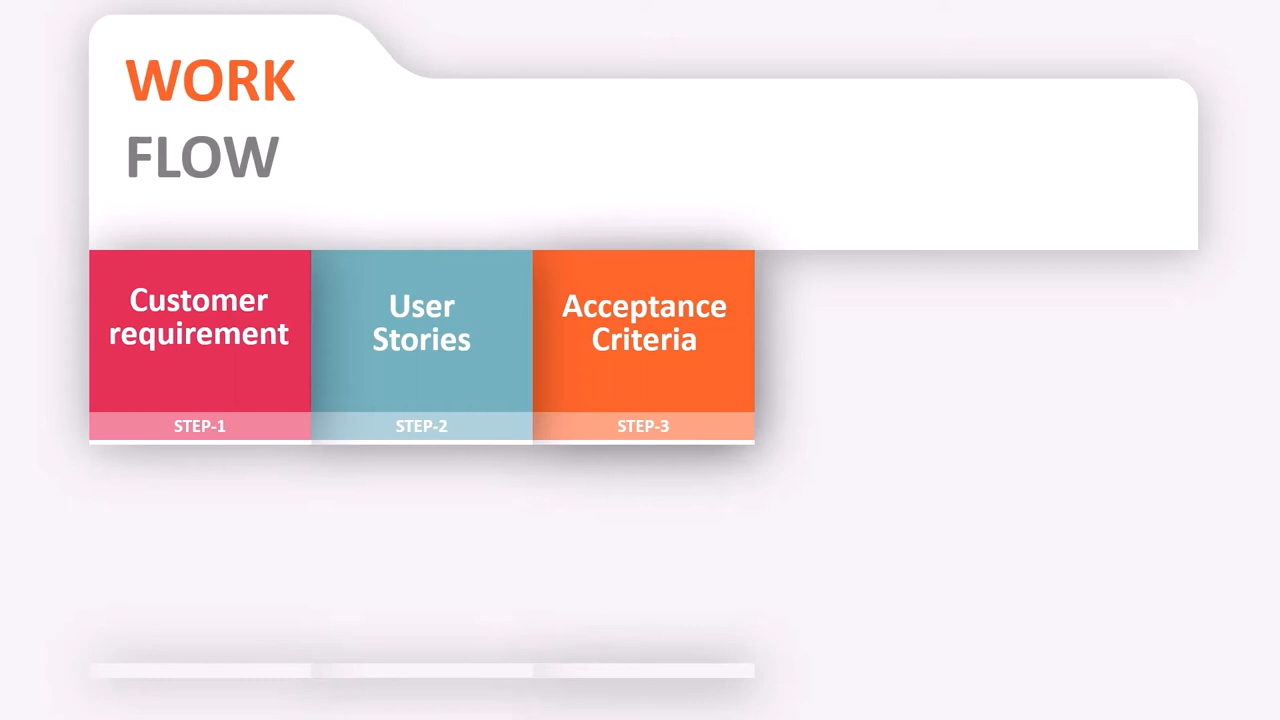 WORK
FLOW
Customer
requirement
STEP-1
User
Stories
STEP-2
Acceptance
Criteria
STEP-3